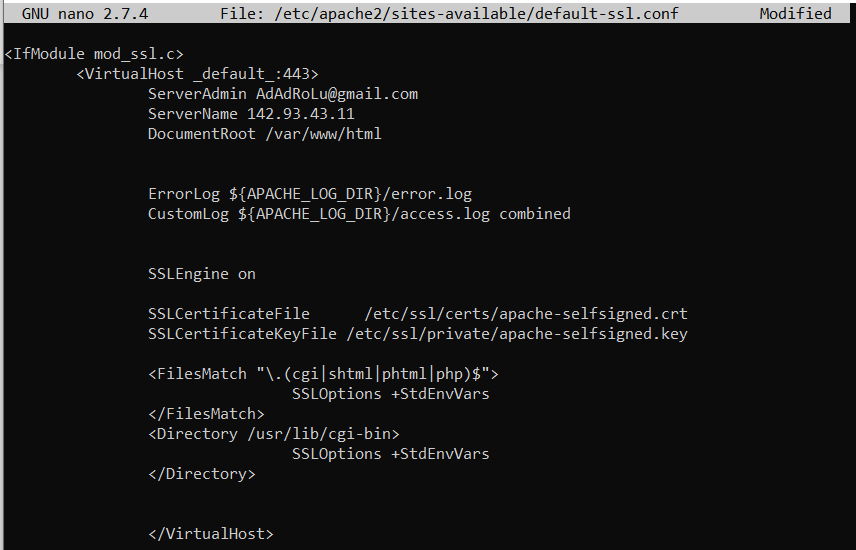 GNU nano 2.7.4 File: /etc/apache2/sites-available/default-ssl.conf Modified
<IfModule mod_ssl.c>
<VirtualHost _default_:443>
ServerAdmin AdAdRoLu@gmail.com
ServerName 142.93.43.11
DocumentRoot /var/www/html
ErrorLog ${APACHE_LOG_DIR}/error.log
CustomLog ${APACHE_LOG_DIR}/access.log combined
SSLEngine on
SSLCertificateFile /etc/ssl/certs/apache-selfsigned.crt
SSLCertificateKeyFile /etc/ssl/private/apache-selfsigned.key
<FilesMatch "\.(cgi|shtml|phtml|php)$">
SSLOptions +StdEnvVars
</FilesMatch>
<Directory /usr/lib/cgi-bin>
SSLOptions +StdEnvVars
</Directory>
</VirtualHost>